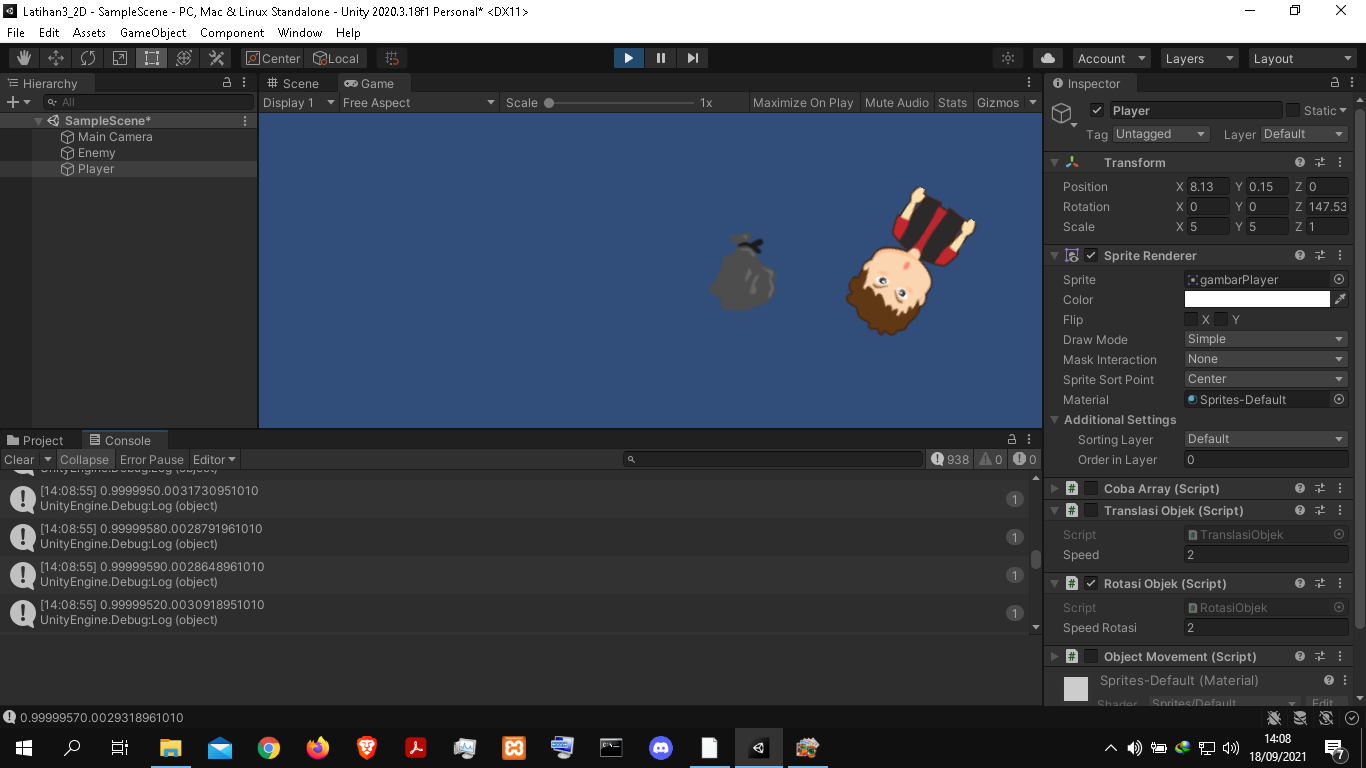 Latihan3_2D - SampleScene - PC, Mac & Linux Standalone - Unity 2020.3.18f1 Personal* <DX11>
File Edit Assets GameObject Component Window Help
Center Local Account Layers Layout
Hierarchy
All
SampleScene*
Main Camera
Enemy
Player
Scene Game
Display 1 Free Aspect Scale 1x Maximize On Play Mute Audio Stats Gizmos
Inspector
Player Static
Tag Untagged Layer Default
Transform
Position X 8.13 Y 0.15 Z 0
Rotation X 0 Y 0 Z 147.53
Scale X 5 Y 5 Z 1
Sprite Renderer
Sprite gambarPlayer
Color
Flip X Y
Draw Mode Simple
Mask Interaction None
Sprite Sort Point Center
Material Sprites-Default
Additional Settings
Sorting Layer Default
Order in Layer 0
Coba Array (Script)
Translasi Objek (Script)
Script TranslasiObjek
Speed 2
Rotasi Objek (Script)
Script RotasiObjek
Speed Rotasi 2
Object Movement (Script)
Sprites-Default (Material)
Shader Sprites/Default Edit
Project Console
Clear Collapse Error Pause Editor 938 0 0
UnityEngine.Debug:Log (object)
[14:08:55] 0.9999950.0031730951010
UnityEngine.Debug:Log (object)
1
[14:08:55] 0.99999580.0028791961010
UnityEngine.Debug:Log (object)
1
[14:08:55] 0.99999590.0028648961010
UnityEngine.Debug:Log (object)
1
[14:08:55] 0.99999520.0030918951010
UnityEngine.Debug:Log (object)
1
0.99999570.0029318961010
14:08
18/09/2021
7